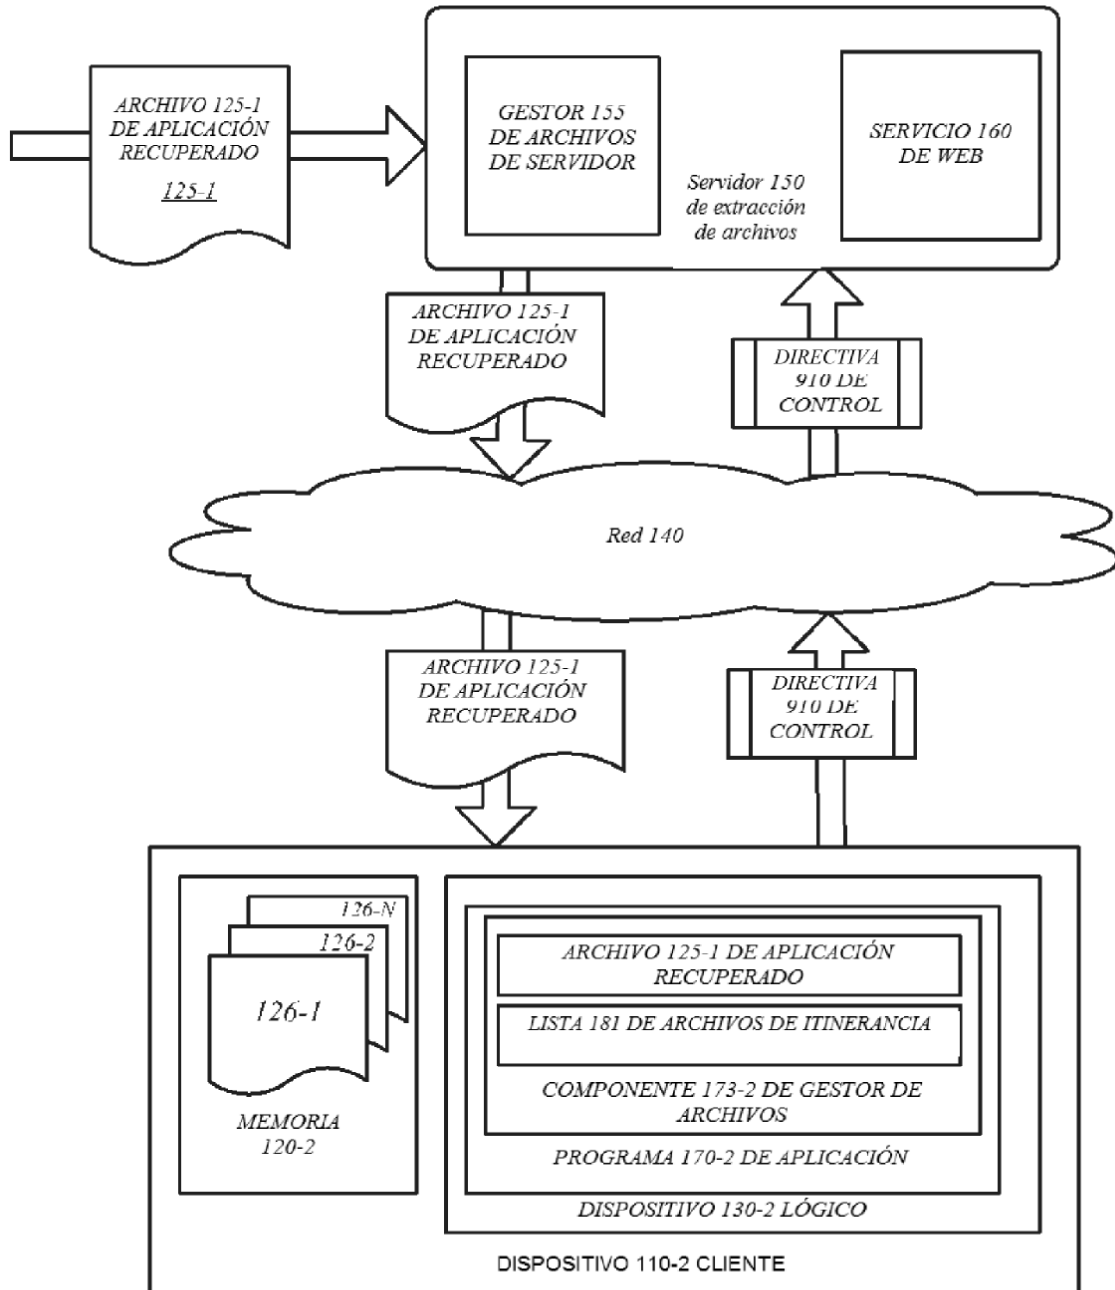 ARCHIVO 125-1
DE APLICACIÓN
RECUPERADO
125-1
GESTOR 155
DE ARCHIVOS
DE SERVIDOR
Servidor 150
de extracción
de archivos
SERVICIO 160
DE WEB
ARCHIVO 125-1
DE APLICACIÓN
RECUPERADO
DIRECTIVA
910 DE
CONTROL
Red 140
ARCHIVO 125-1
DE APLICACIÓN
RECUPERADO
DIRECTIVA
910 DE
CONTROL
126-N
126-2
126-1
MEMORIA
120-2
ARCHIVO 125-1 DE APLICACIÓN
RECUPERADO
LISTA 181 DE ARCHIVOS DE ITINERANCIA
COMPONENTE 173-2 DE GESTOR DE
ARCHIVOS
PROGRAMA 170-2 DE APLICACIÓN
DISPOSITIVO 130-2 LÓGICO
DISPOSITIVO 110-2 CLIENTE